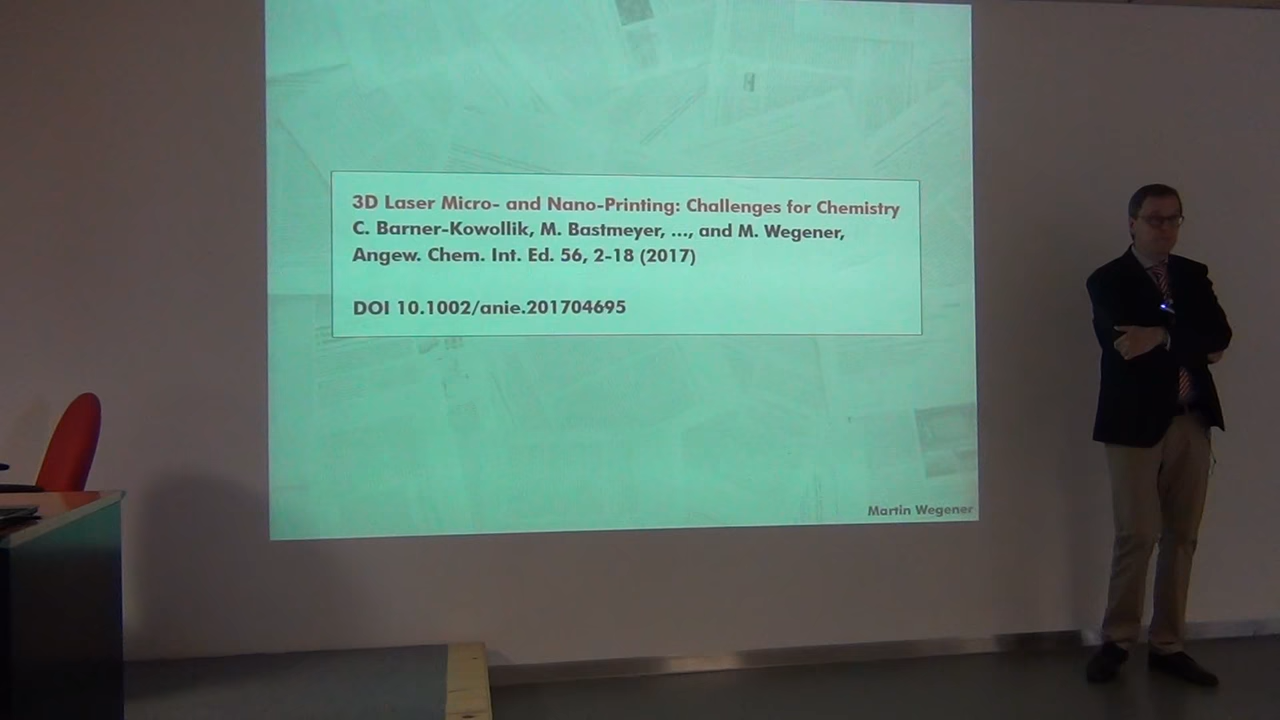 3D Laser Micro- and Nano-Printing: Challenges for Chemistry
C. Barner-Kowollik, M. Bastmeyer, ..., and M. Wegener,
Angew. Chem. Int. Ed. 56, 2-18 (2017)
DOI 10.1002/anie.201704695
Martin Wegener